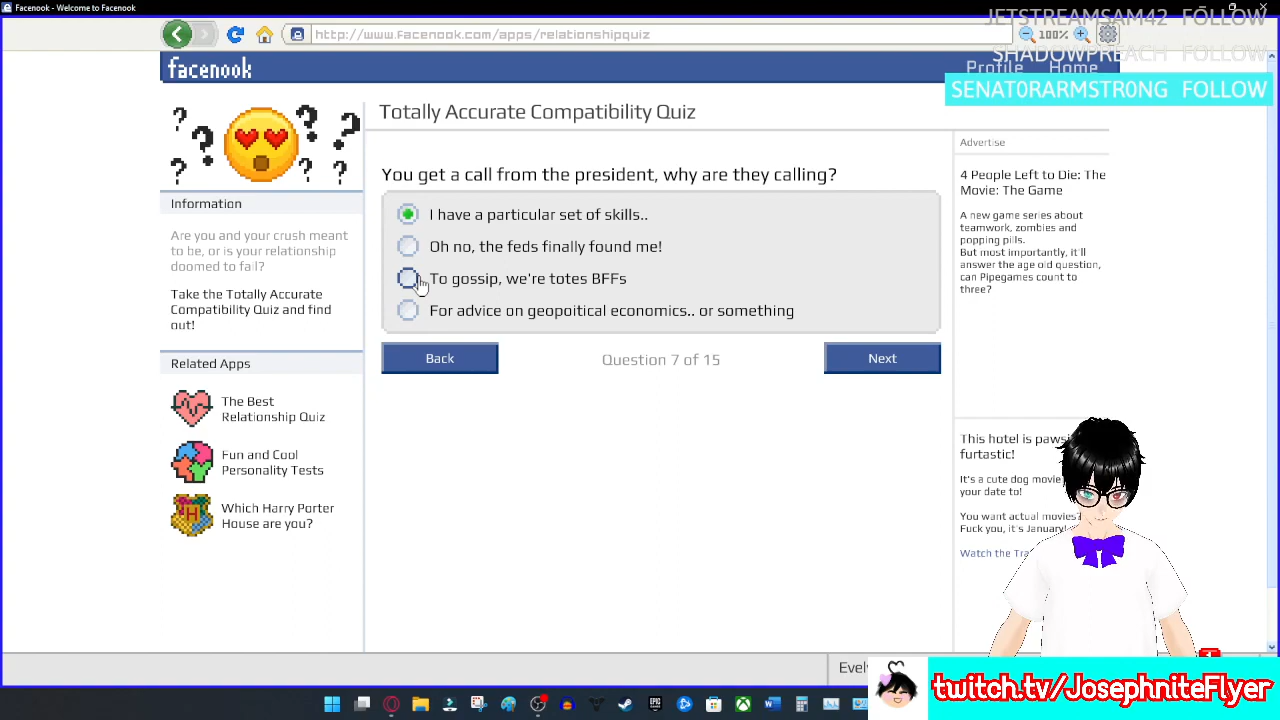 Facenook - Welcome to Facenook
JETSTREAMSAM42 FOLLOW
http://www.facenook.com/apps/relationshipquiz
100%
SHADOWPREACH FOLLOW
facenook
Profile Home
SENAT0RARMSTR0NG FOLLOW
Totally Accurate Compatibility Quiz
Information
Are you and your crush meant
to be, or is your relationship
doomed to fail?
Take the Totally Accurate
Compatibility Quiz and find
out!
Related Apps
The Best
Relationship Quiz
Fun and Cool
Personality Tests
Which Harry Porter
House are you?
You get a call from the president, why are they calling?
I have a particular set of skills..
Oh no, the feds finally found me!
To gossip, we're totes BFFs
For advice on geopoitical economics.. or something
Back
Question 7 of 15
Next
Advertise
4 People Left to Die: The
Movie: The Game
A new game series about
teamwork, zombies and
popping pills.
But most importantly, it'll
answer the age old question,
can Pipegames count to
three?
This hotel is paws
furtastic!
It's a cute dog movie
your date to!
You want actual movies?
Fuck you, it's January!
Watch the Tra
Evel
twitch.tv/JosephniteFlyer